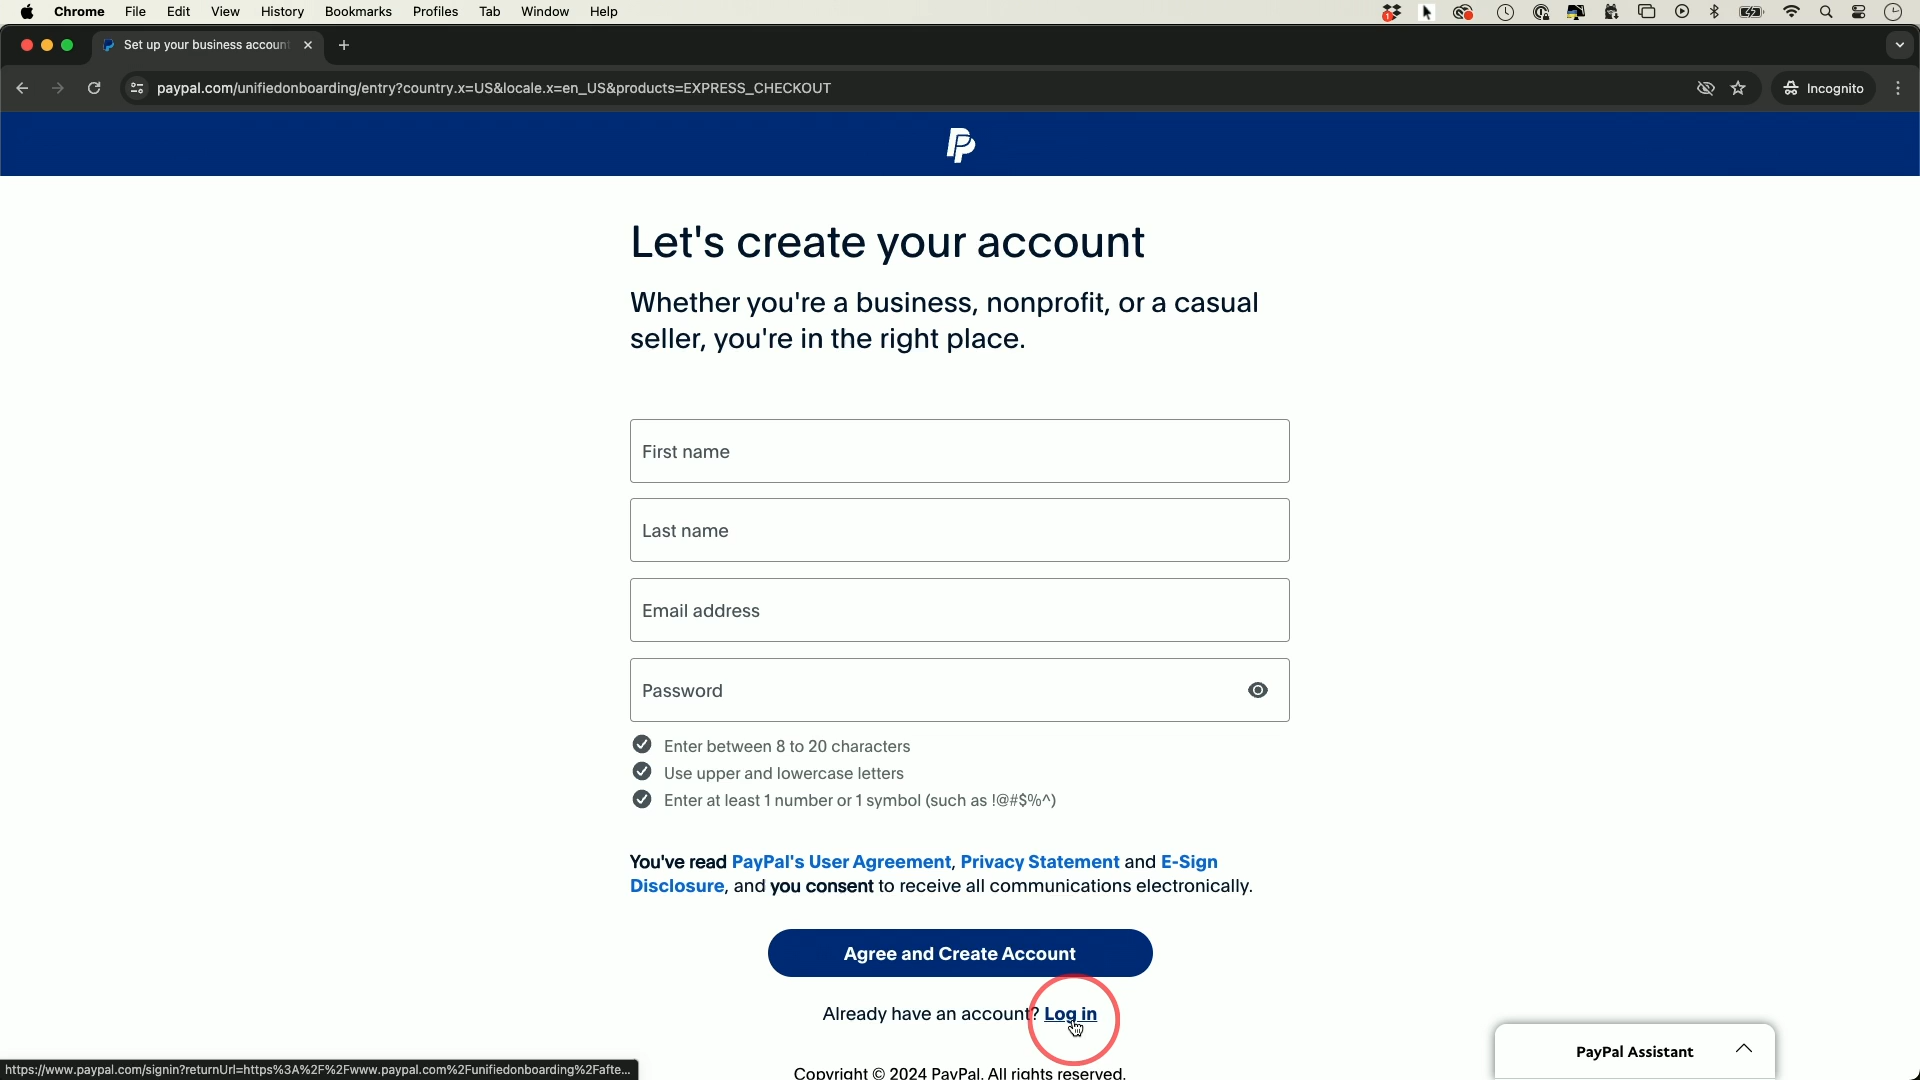 Chrome File Edit View History Bookmarks Profiles Tab Window Help
Set up your business account
paypal.com/unifiedonboarding/entry?country.x=US&locale.x=en_US&products=EXPRESS_CHECKOUT
Incognito
Let's create your account
Whether you're a business, nonprofit, or a casual
seller, you're in the right place.
First name
Last name
Email address
Password
Enter between 8 to 20 characters
Use upper and lowercase letters
Enter at least 1 number or 1 symbol (such as !@#$%^)
You've read PayPal's User Agreement, Privacy Statement and E-Sign
Disclosure, and you consent to receive all communications electronically.
Agree and Create Account
Already have an account? Log in
PayPal Assistant
https://www.paypal.com/signin?returnUrl=https%3A%2F%2Fwww.paypal.com%2Funifiedonboarding%2Fafte...
Copyright © 2024 PayPal. All rights reserved.